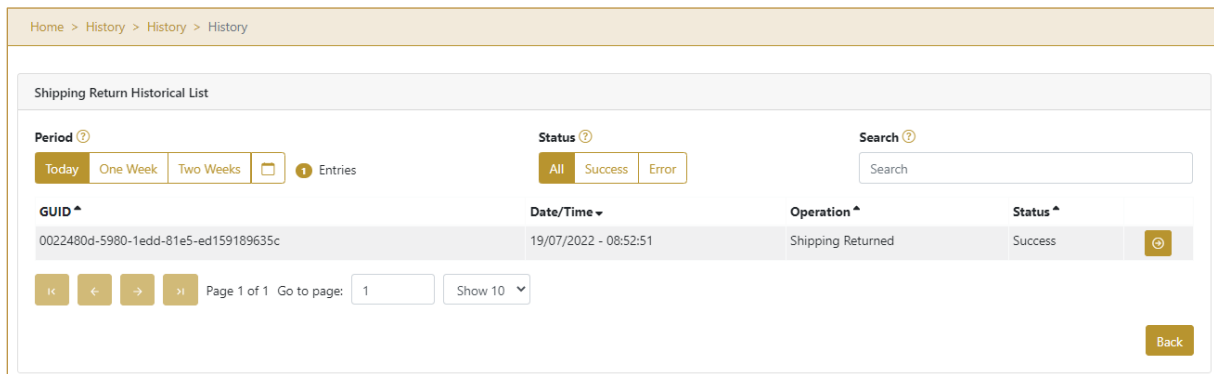 Home > History > History > History
Shipping Return Historical List
Period ? Status ? Search ?
Today One Week Two Weeks 1 Entries All Success Error Search
GUID Date/Time Operation Status
0022480d-5980-1edd-81e5-ed159189635c 19/07/2022 - 08:52:51 Shipping Returned Success
Page 1 of 1 Go to page: 1 Show 10
Back